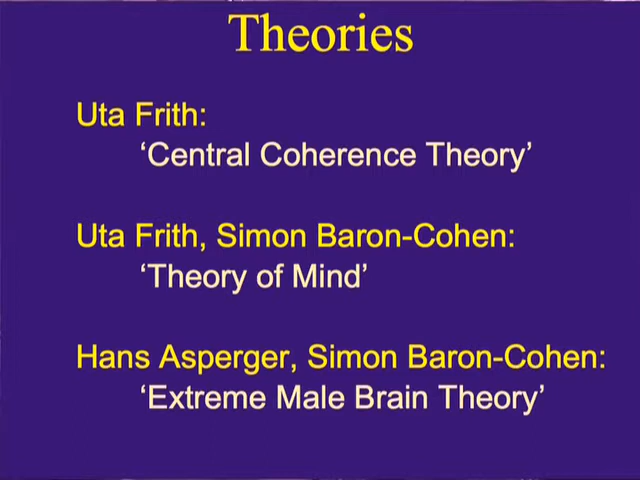 Theories
Uta Frith:
‘Central Coherence Theory’
Uta Frith, Simon Baron-Cohen:
‘Theory of Mind’
Hans Asperger, Simon Baron-Cohen:
‘Extreme Male Brain Theory’